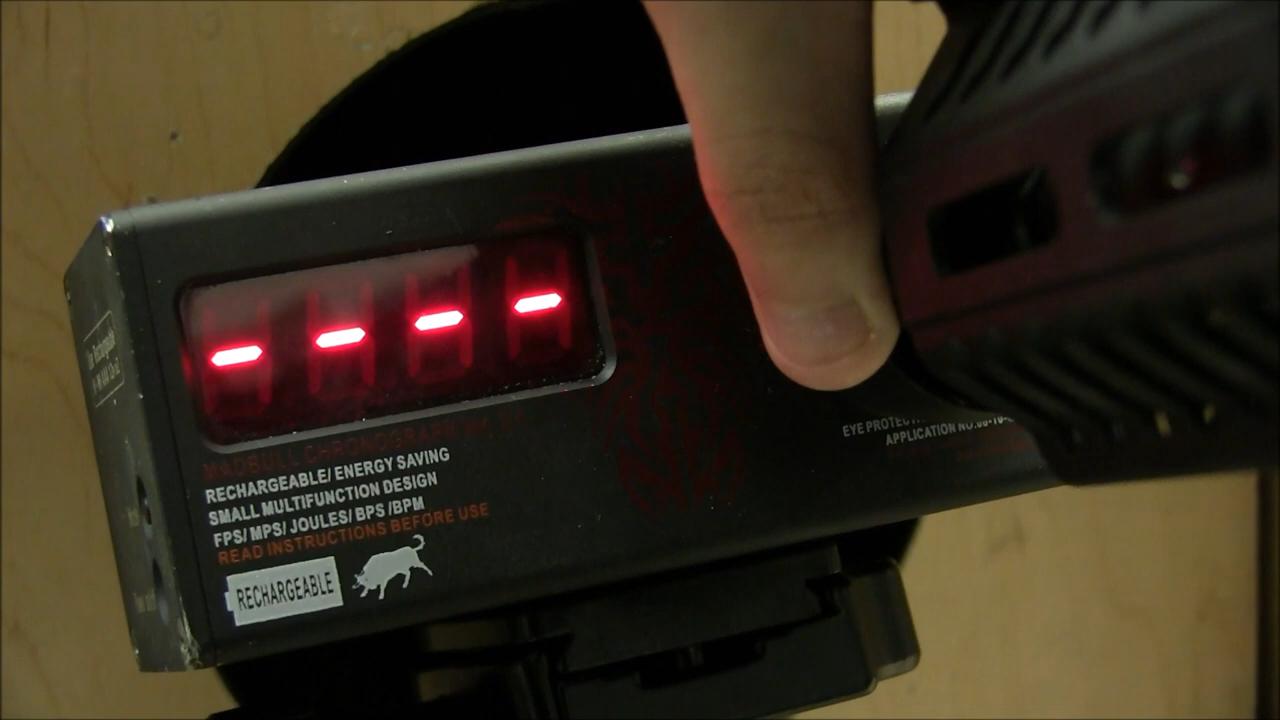 - - - -
MADBULL CHRONOGRAPH
RECHARGEABLE/ ENERGY SAVING
SMALL MULTIFUNCTION DESIGN
FPS/ MPS/ JOULES/ BPS /BPM
READ INSTRUCTIONS BEFORE USE
RECHARGEABLE
EYE PROTECT
APPLICATION NO.